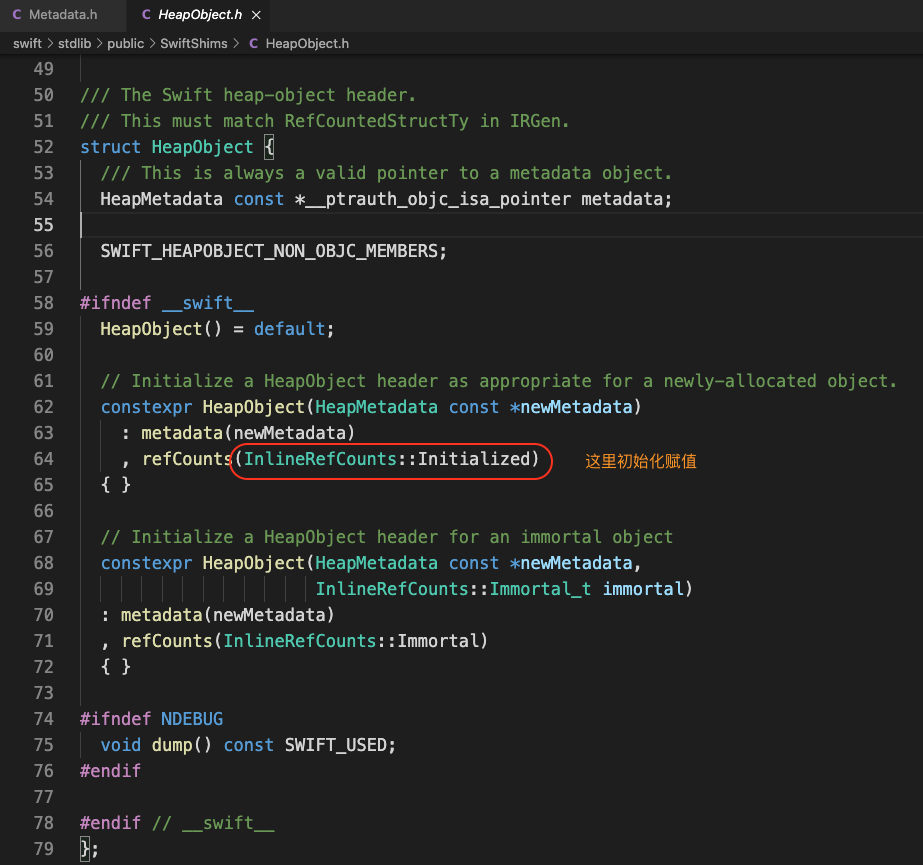 C Metadata.h C HeapObject.h ×
swift > stdlib > public > SwiftShims > C HeapObject.h
49
50 /// The Swift heap-object header.
51 /// This must match RefCountedStructTy in IRGen.
52 struct HeapObject {
53 /// This is always a valid pointer to a metadata object.
54 HeapMetadata const *__ptrauth_objc_isa_pointer metadata;
55
56 SWIFT_HEAPOBJECT_NON_OBJC_MEMBERS;
57
58 #ifndef __swift__
59 HeapObject() = default;
60
61 // Initialize a HeapObject header as appropriate for a newly-allocated object.
62 constexpr HeapObject(HeapMetadata const *newMetadata)
63 : metadata(newMetadata)
64 , refCounts(InlineRefCounts::Initialized) 这里初始化赋值
65 { }
66
67 // Initialize a HeapObject header for an immortal object
68 constexpr HeapObject(HeapMetadata const *newMetadata,
69 InlineRefCounts::Immortal_t immortal)
70 : metadata(newMetadata)
71 , refCounts(InlineRefCounts::Immortal)
72 { }
73
74 #ifndef NDEBUG
75 void dump() const SWIFT_USED;
76 #endif
77
78 #endif // __swift__
79 };